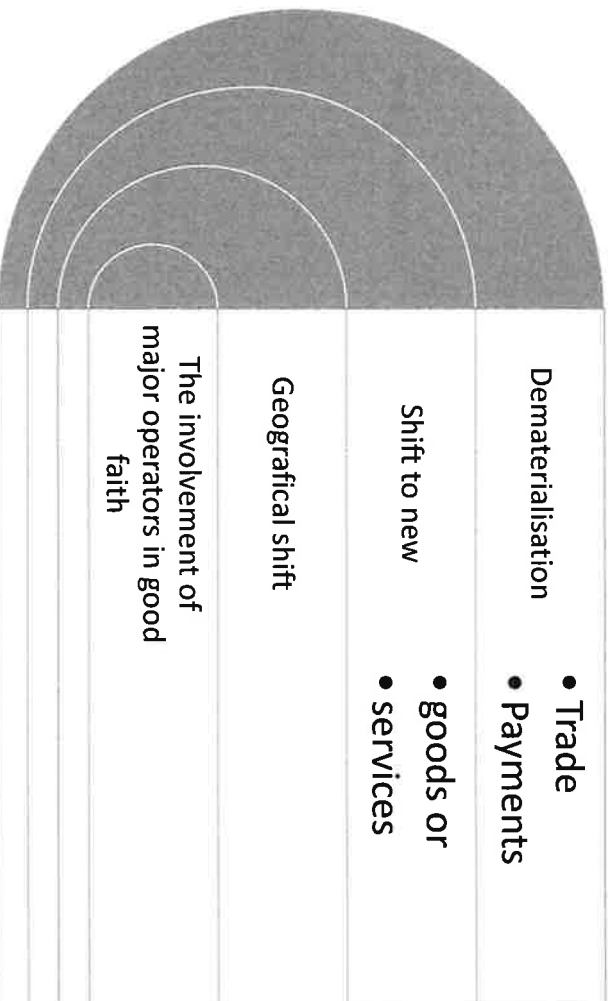 Dematerialisation
• Trade
• Payments
Shift to new
• goods or
• services
Geografical shift
The involvement of
major operators in good
faith